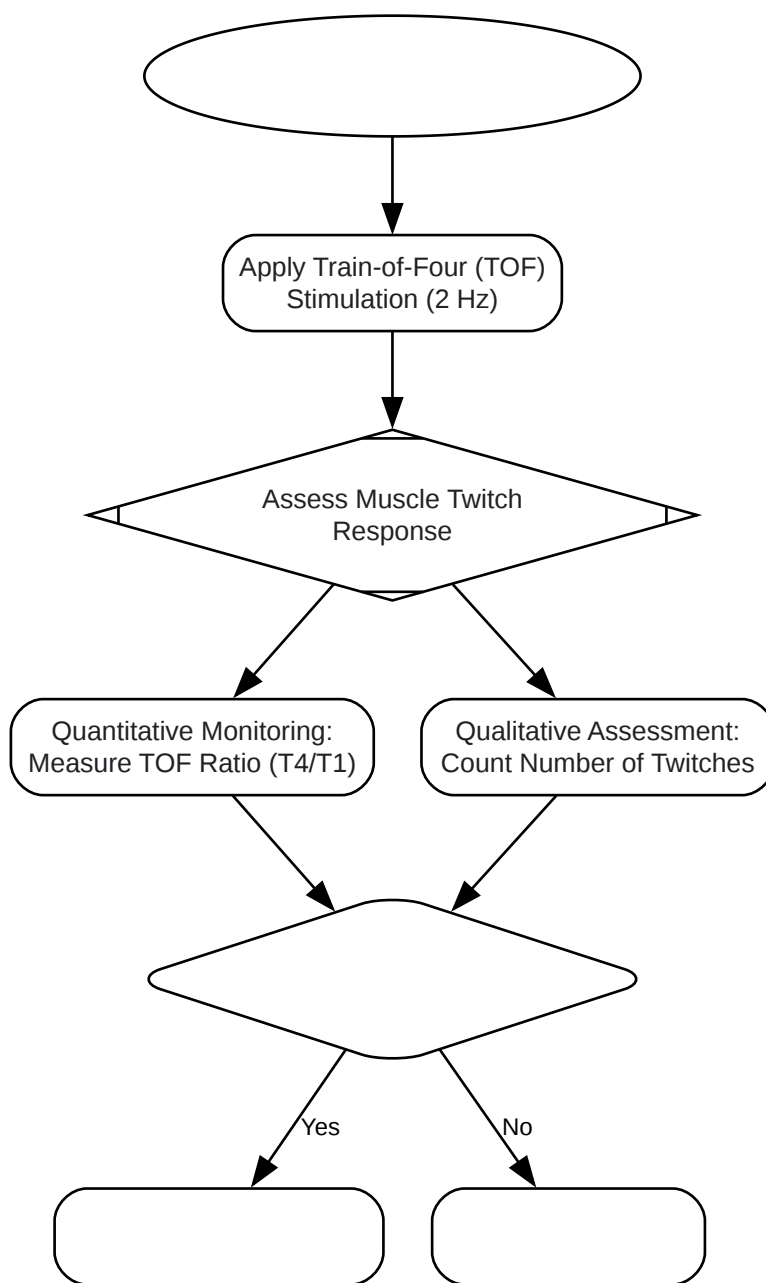 Apply Train-of-Four (TOF)
Stimulation (2 Hz)
Assess Muscle Twitch
Response
Quantitative Monitoring:
Measure TOF Ratio (T4/T1)
Qualitative Assessment:
Count Number of Twitches
Yes
No